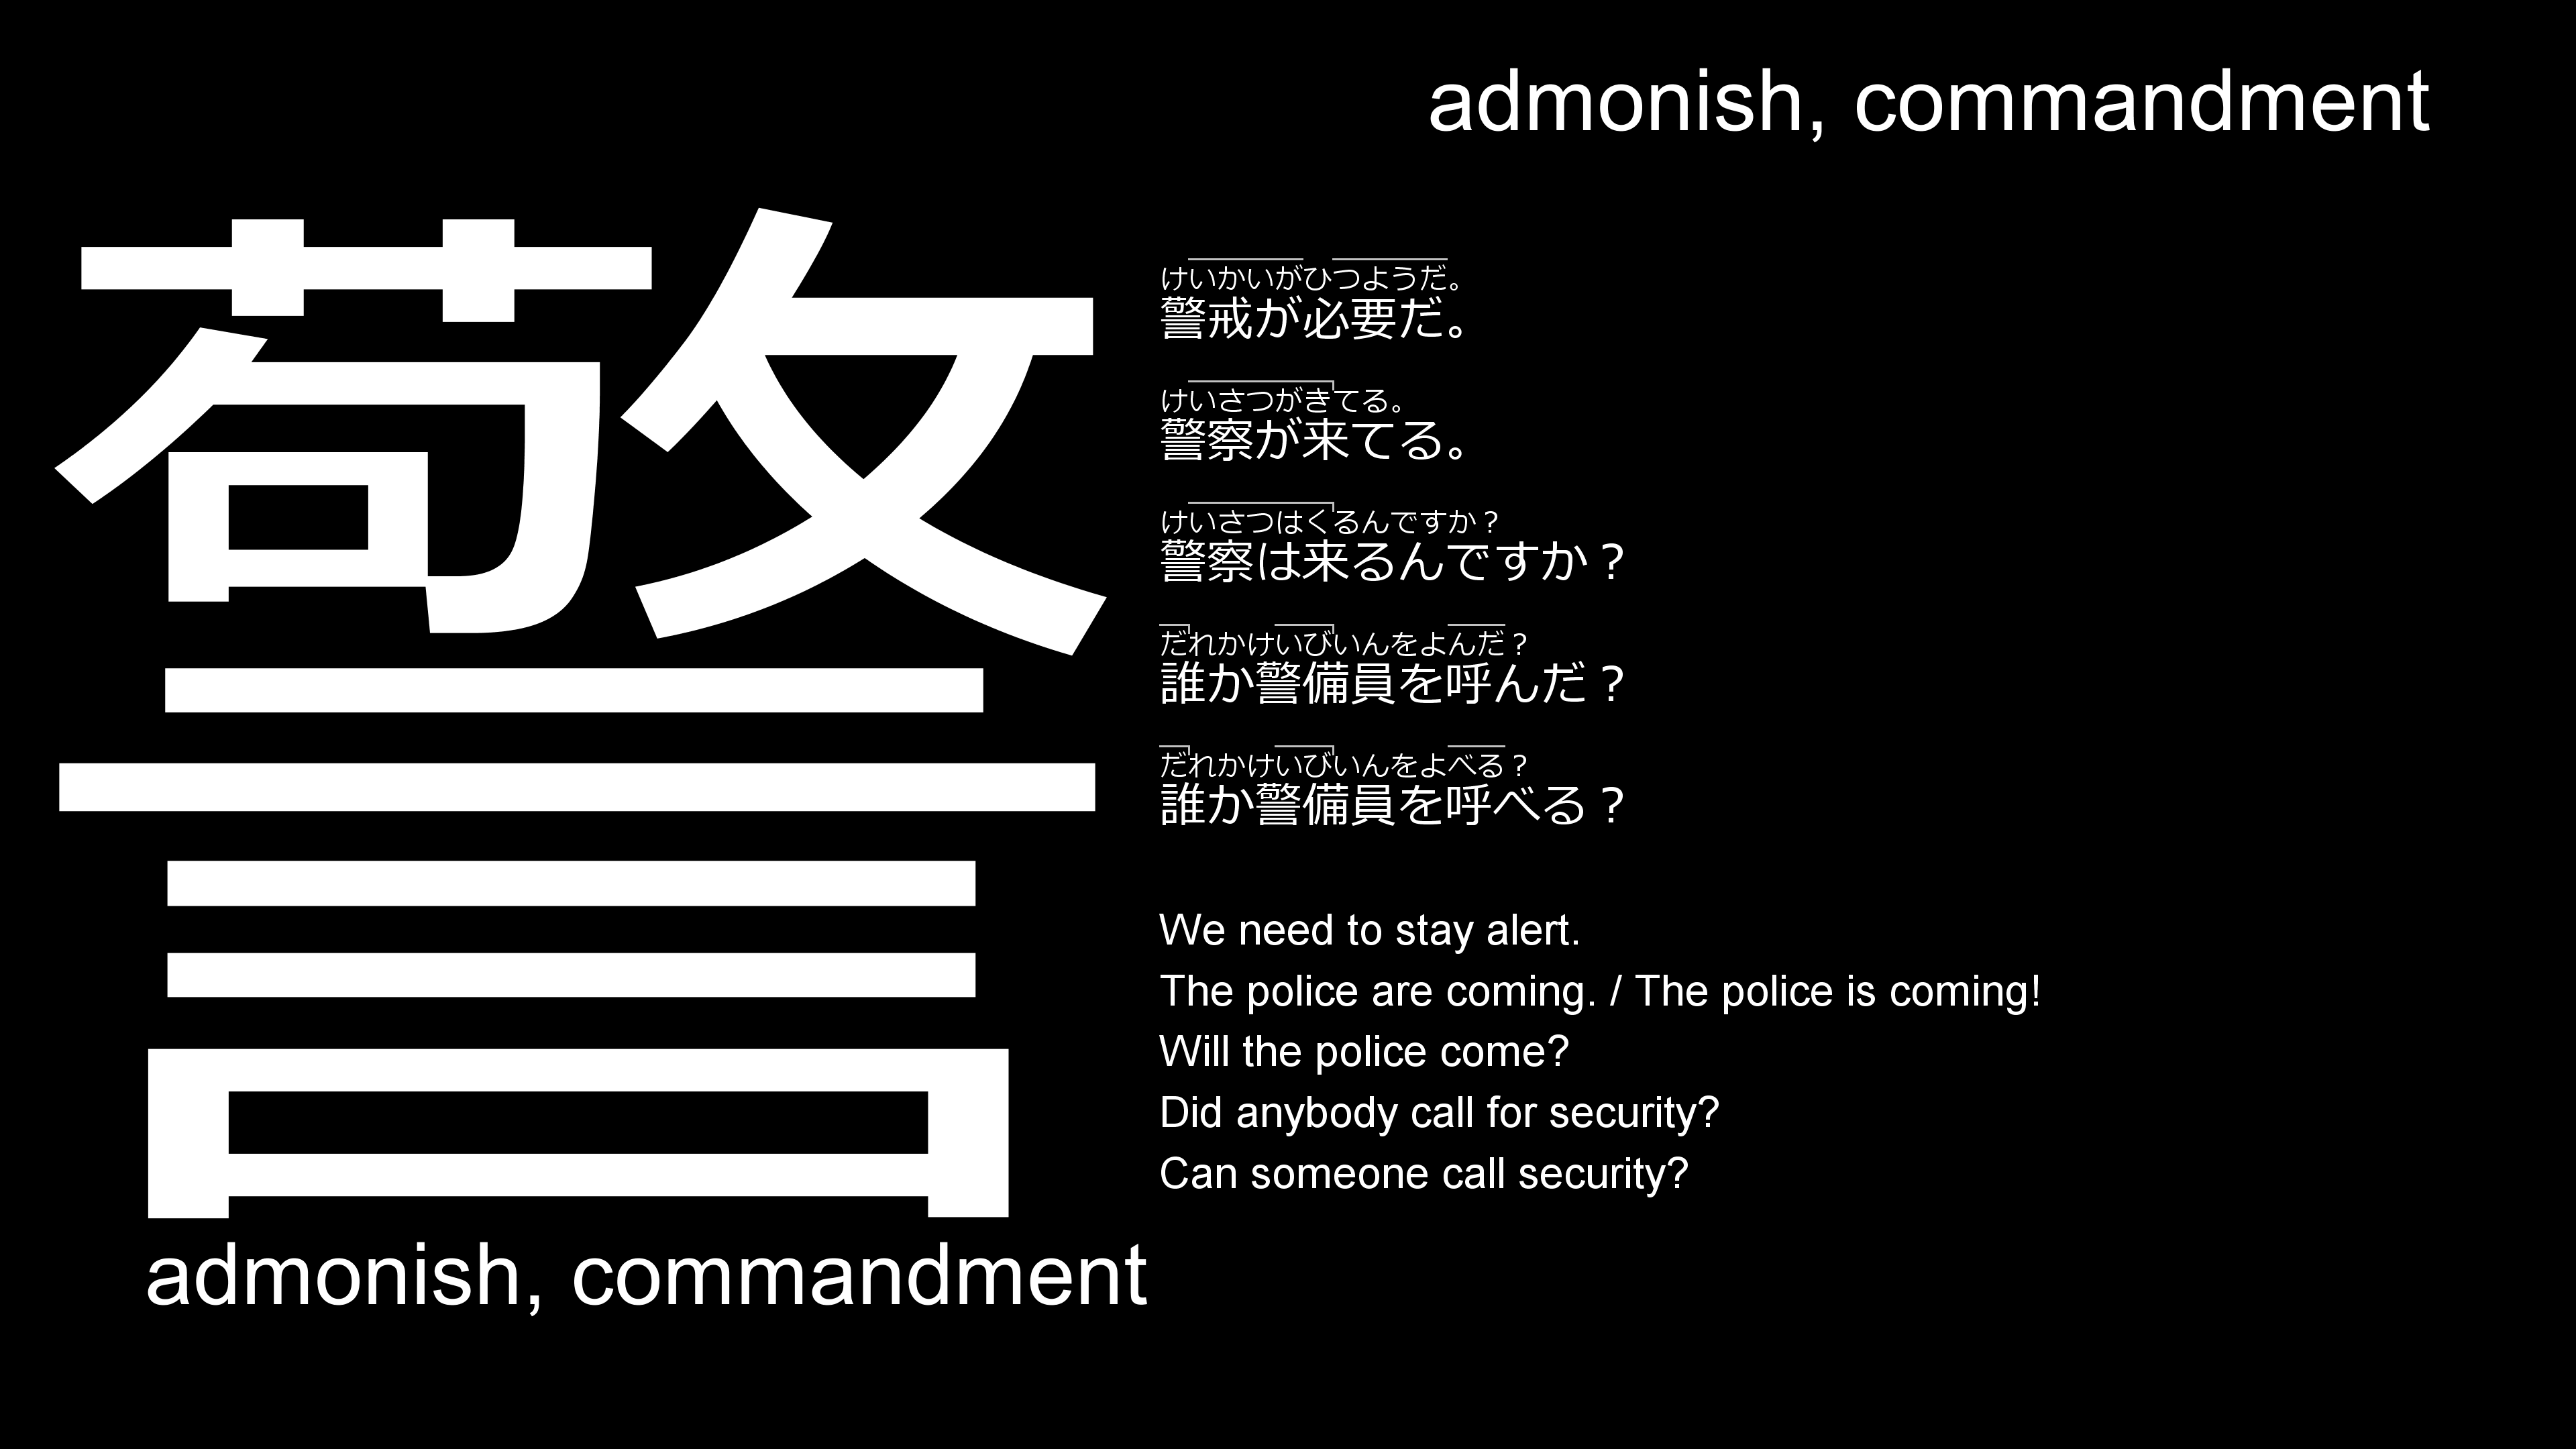 admonish, commandment
警
admonish, commandment
けいかいがひつようだ。
警戒が必要だ。
けいさつがきてる。
警察が来てる。
けいさつはくるんですか？
警察は来るんですか？
だれかけいびいんをよんだ？
誰か警備員を呼んだ？
だれかけいびいんをよべる？
誰か警備員を呼べる？
We need to stay alert.
The police are coming. / The police is coming!
Will the police come?
Did anybody call for security?
Can someone call security?